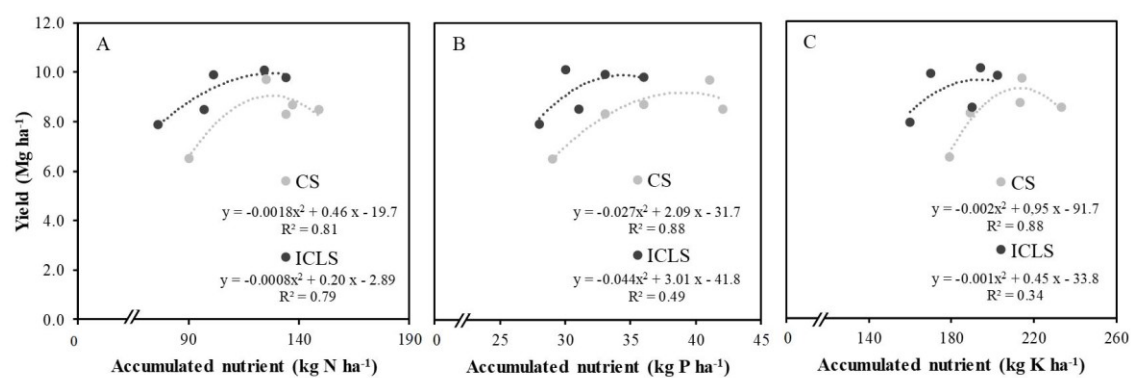 12.0
10.0
8.0
6.0
4.0
2.0
0.0
Yield (Mg ha⁻¹)
A
CS
y = -0.0018x² + 0.46 x - 19.7
R² = 0.81
ICLS
y = -0.0008x² + 0.20 x - 2.89
R² = 0.79
0 90 140 190
Accumulated nutrient (kg N ha⁻¹)
B
CS
y = -0.027x² + 2.09 x - 31.7
R² = 0.88
ICLS
y = -0.044x² + 3.01 x - 41.8
R² = 0.49
0 25 30 35 40 45
Accumulated nutrient (kg P ha⁻¹)
C
CS
y = -0.002x² + 0,95 x - 91.7
R² = 0.88
ICLS
y = -0.001x² + 0.45 x - 33.8
R² = 0.34
0 140 180 220 260
Accumulated nutrient (kg K ha⁻¹)